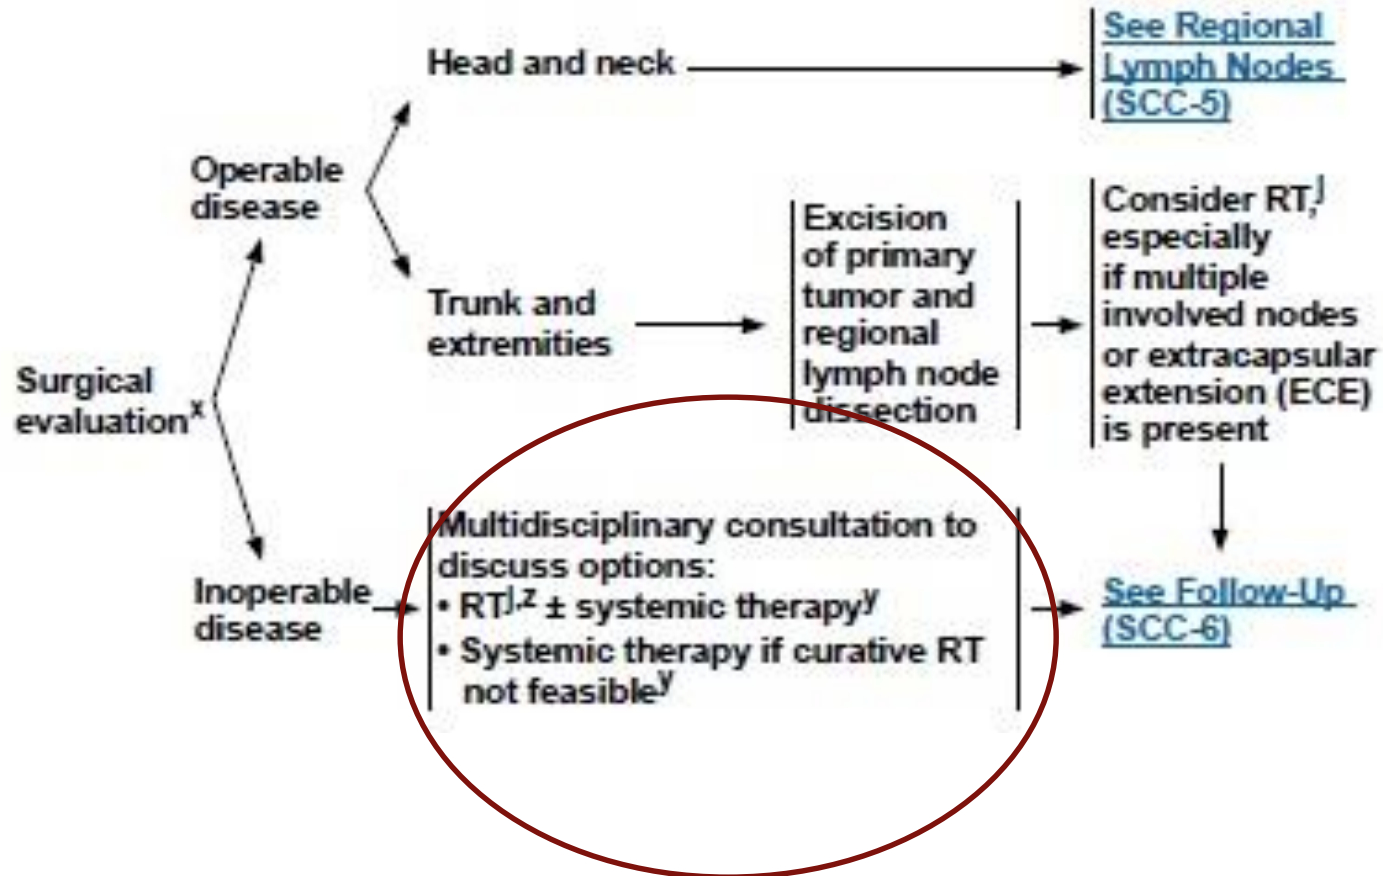 Head and neck
See Regional
Lymph Nodes
(SCC-5)
Operable
disease
Trunk and
extremities
Excision
of primary
tumor and
regional
lymph node
dissection
Consider RT,j
especially
if multiple
involved nodes
or extracapsular
extension (ECE)
is present
Surgical
evaluationx
Inoperable
disease
Multidisciplinary consultation to
discuss options:
• RTj,z ± systemic therapyy
• Systemic therapy if curative RT
not feasibley
See Follow-Up
(SCC-6)